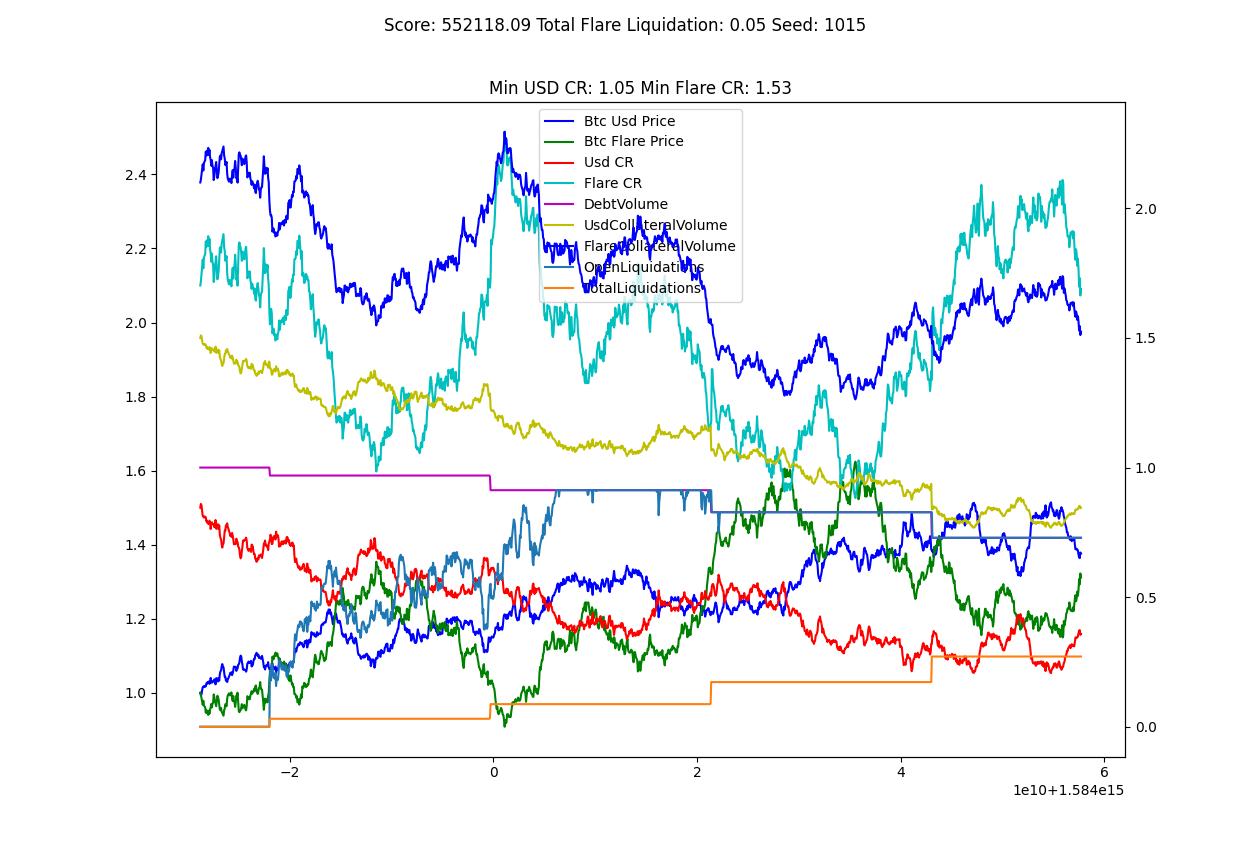 Score: 552118.09 Total Flare Liquidation: 0.05 Seed: 1015
Min USD CR: 1.05 Min Flare CR: 1.53
Btc Usd Price
Btc Flare Price
Usd CR
Flare CR
DebtVolume
UsdCollateralVolume
FlareCollateralVolume
OpenLiquidations
TotalLiquidations
2.4
2.2
2.0
1.8
1.6
1.4
1.2
1.0
2.0
1.5
1.0
0.5
0.0
−2 0 2 4 6
1e10+1.584e15